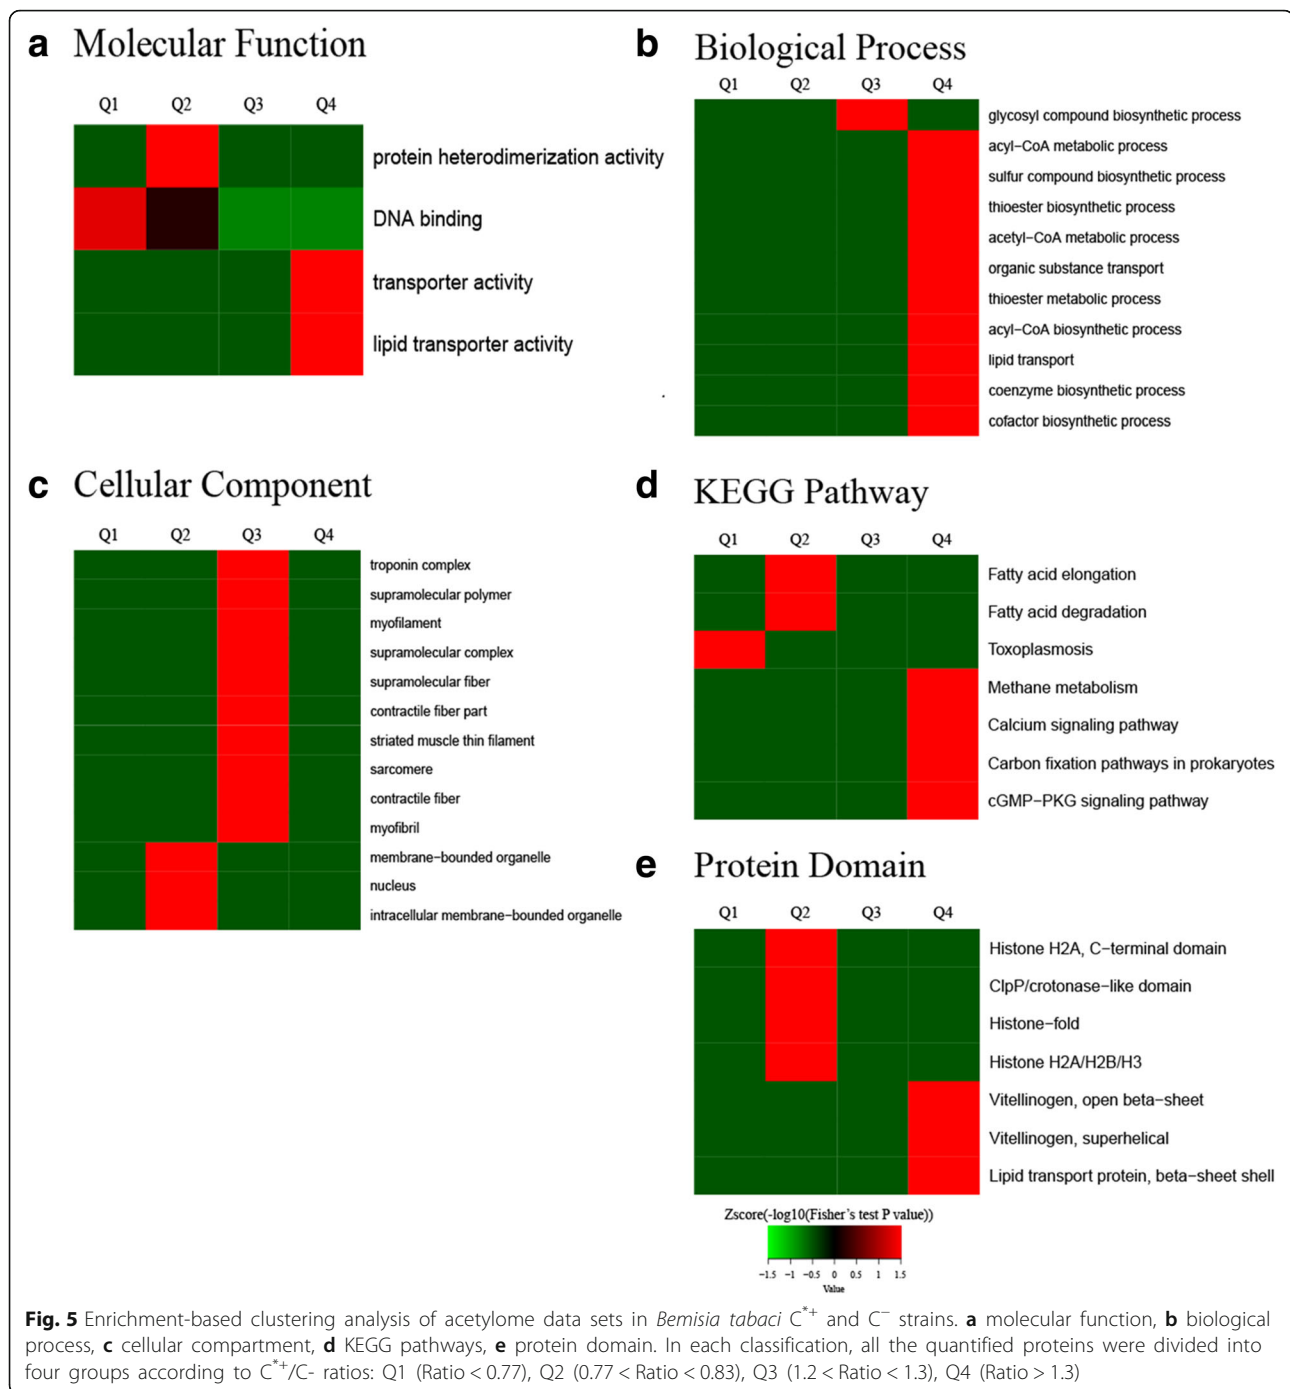 a Molecular Function
Q1 Q2 Q3 Q4
protein heterodimerization activity
DNA binding
transporter activity
lipid transporter activity
b Biological Process
Q1 Q2 Q3 Q4
glycosyl compound biosynthetic process
acyl−CoA metabolic process
sulfur compound biosynthetic process
thioester biosynthetic process
acetyl−CoA metabolic process
organic substance transport
thioester metabolic process
acyl−CoA biosynthetic process
lipid transport
coenzyme biosynthetic process
cofactor biosynthetic process
c Cellular Component
Q1 Q2 Q3 Q4
troponin complex
supramolecular polymer
myofilament
supramolecular complex
supramolecular fiber
contractile fiber part
striated muscle thin filament
sarcomere
contractile fiber
myofibril
membrane−bounded organelle
nucleus
intracellular membrane−bounded organelle
d KEGG Pathway
Q1 Q2 Q3 Q4
Fatty acid elongation
Fatty acid degradation
Toxoplasmosis
Methane metabolism
Calcium signaling pathway
Carbon fixation pathways in prokaryotes
cGMP−PKG signaling pathway
e Protein Domain
Q1 Q2 Q3 Q4
Histone H2A, C−terminal domain
ClpP/crotonase−like domain
Histone−fold
Histone H2A/H2B/H3
Vitellinogen, open beta−sheet
Vitellinogen, superhelical
Lipid transport protein, beta−sheet shell
Zscore(-log10(Fisher's test P value))
−1.5 −1 −0.5 0 0.5 1 1.5
Value
Fig. 5 Enrichment-based clustering analysis of acetylome data sets in Bemisia tabaci C*+ and C− strains. a molecular function, b biological
process, c cellular compartment, d KEGG pathways, e protein domain. In each classification, all the quantified proteins were divided into
four groups according to C*+/C- ratios: Q1 (Ratio < 0.77), Q2 (0.77 < Ratio < 0.83), Q3 (1.2 < Ratio < 1.3), Q4 (Ratio > 1.3)